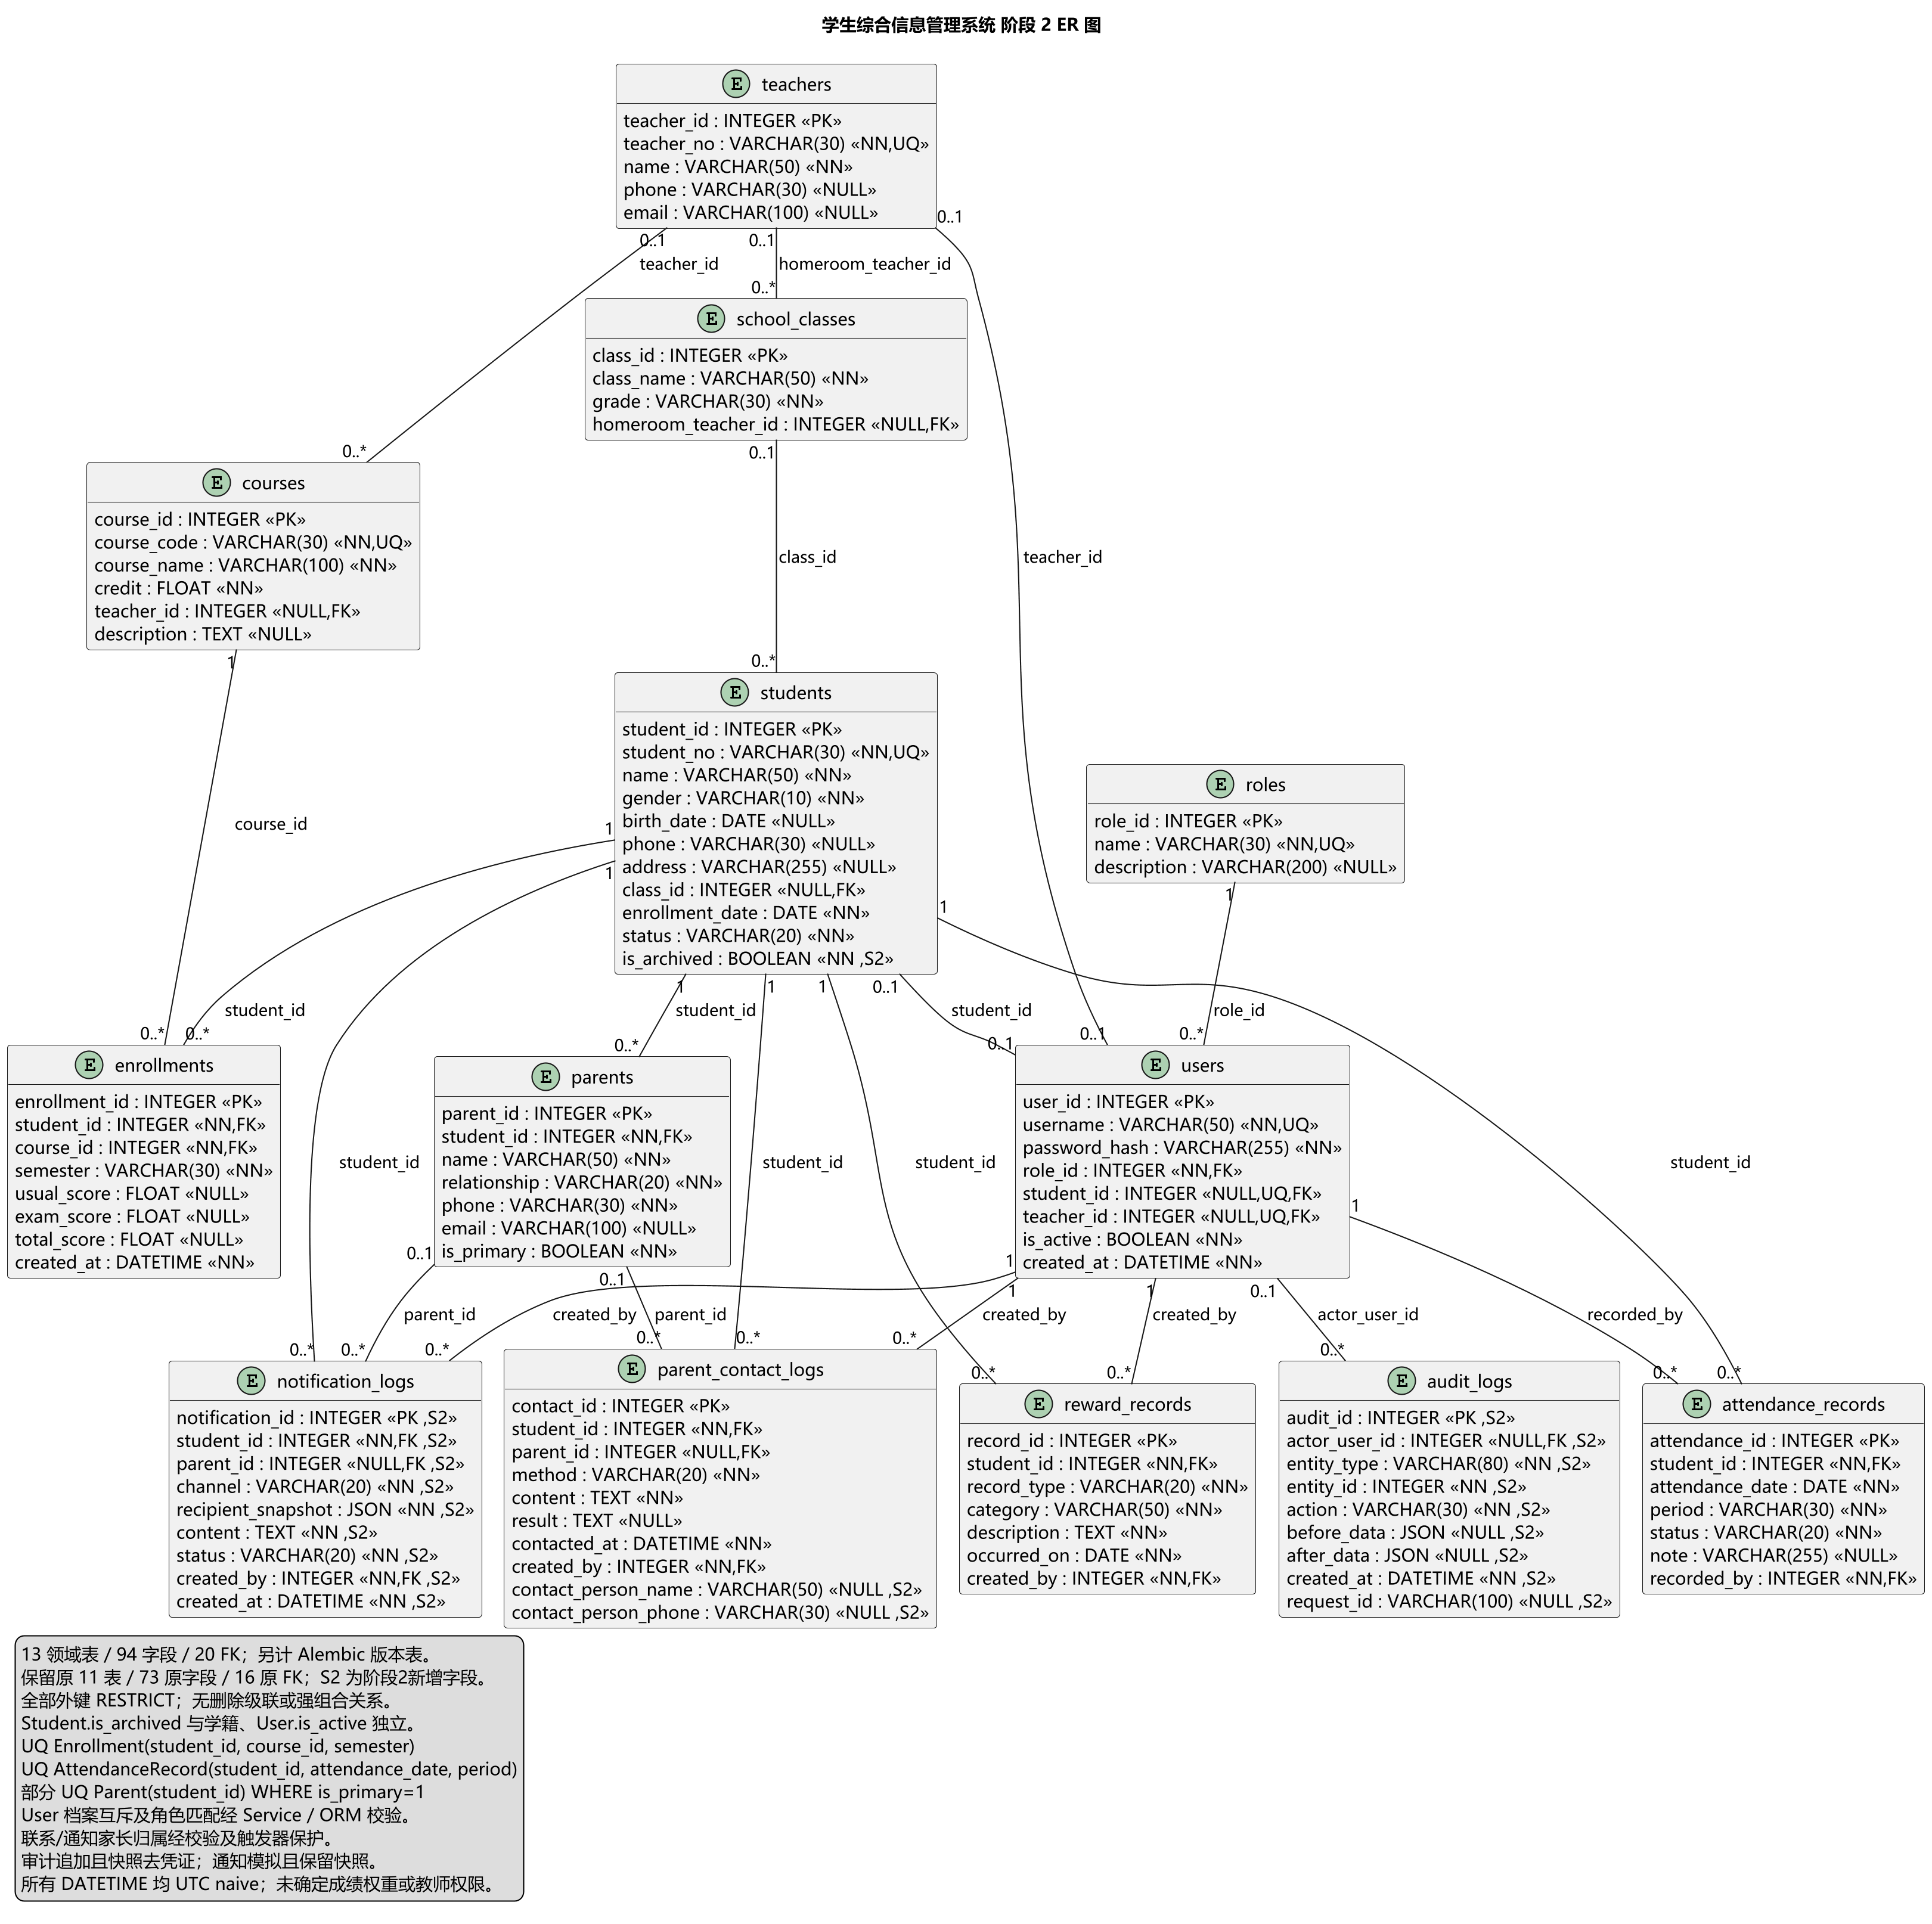 学生综合信息管理系统 阶段 2 ER 图
E teachers
teacher_id : INTEGER «PK»
teacher_no : VARCHAR(30) «NN,UQ»
name : VARCHAR(50) «NN»
phone : VARCHAR(30) «NULL»
email : VARCHAR(100) «NULL»
0..1
0..1
0..1
teacher_id
homeroom_teacher_id
0..*
E school_classes
class_id : INTEGER «PK»
class_name : VARCHAR(50) «NN»
grade : VARCHAR(30) «NN»
homeroom_teacher_id : INTEGER «NULL,FK»
0..*
0..1
E courses
course_id : INTEGER «PK»
course_code : VARCHAR(30) «NN,UQ»
course_name : VARCHAR(100) «NN»
credit : FLOAT «NN»
teacher_id : INTEGER «NULL,FK»
description : TEXT «NULL»
1
class_id
teacher_id
0..*
E students
student_id : INTEGER «PK»
student_no : VARCHAR(30) «NN,UQ»
name : VARCHAR(50) «NN»
gender : VARCHAR(10) «NN»
birth_date : DATE «NULL»
phone : VARCHAR(30) «NULL»
address : VARCHAR(255) «NULL»
class_id : INTEGER «NULL,FK»
enrollment_date : DATE «NN»
status : VARCHAR(20) «NN»
is_archived : BOOLEAN «NN ,S2»
E roles
role_id : INTEGER «PK»
name : VARCHAR(30) «NN,UQ»
description : VARCHAR(200) «NULL»
course_id
1
1
1
1
1
1
1
0..1
student_id
student_id
student_id
role_id
0..*
0..*
0..*
0..1
0..1
0..*
E enrollments
enrollment_id : INTEGER «PK»
student_id : INTEGER «NN,FK»
course_id : INTEGER «NN,FK»
semester : VARCHAR(30) «NN»
usual_score : FLOAT «NULL»
exam_score : FLOAT «NULL»
total_score : FLOAT «NULL»
created_at : DATETIME «NN»
E parents
parent_id : INTEGER «PK»
student_id : INTEGER «NN,FK»
name : VARCHAR(50) «NN»
relationship : VARCHAR(20) «NN»
phone : VARCHAR(30) «NN»
email : VARCHAR(100) «NULL»
is_primary : BOOLEAN «NN»
E users
user_id : INTEGER «PK»
username : VARCHAR(50) «NN,UQ»
password_hash : VARCHAR(255) «NN»
role_id : INTEGER «NN,FK»
student_id : INTEGER «NULL,UQ,FK»
teacher_id : INTEGER «NULL,UQ,FK»
is_active : BOOLEAN «NN»
created_at : DATETIME «NN»
student_id
student_id
student_id
student_id
1
0..1
1
0..1
1
1
0..1
parent_id
created_by
parent_id
created_by
created_by
actor_user_id
recorded_by
0..*
0..*
0..*
0..*
0..*
0..*
0..*
0..*
0..*
0..*
0..*
E notification_logs
notification_id : INTEGER «PK ,S2»
student_id : INTEGER «NN,FK ,S2»
parent_id : INTEGER «NULL,FK ,S2»
channel : VARCHAR(20) «NN ,S2»
recipient_snapshot : JSON «NN ,S2»
content : TEXT «NN ,S2»
status : VARCHAR(20) «NN ,S2»
created_by : INTEGER «NN,FK ,S2»
created_at : DATETIME «NN ,S2»
E parent_contact_logs
contact_id : INTEGER «PK»
student_id : INTEGER «NN,FK»
parent_id : INTEGER «NULL,FK»
method : VARCHAR(20) «NN»
content : TEXT «NN»
result : TEXT «NULL»
contacted_at : DATETIME «NN»
created_by : INTEGER «NN,FK»
contact_person_name : VARCHAR(50) «NULL ,S2»
contact_person_phone : VARCHAR(30) «NULL ,S2»
E reward_records
record_id : INTEGER «PK»
student_id : INTEGER «NN,FK»
record_type : VARCHAR(20) «NN»
category : VARCHAR(50) «NN»
description : TEXT «NN»
occurred_on : DATE «NN»
created_by : INTEGER «NN,FK»
E audit_logs
audit_id : INTEGER «PK ,S2»
actor_user_id : INTEGER «NULL,FK ,S2»
entity_type : VARCHAR(80) «NN ,S2»
entity_id : INTEGER «NN ,S2»
action : VARCHAR(30) «NN ,S2»
before_data : JSON «NULL ,S2»
after_data : JSON «NULL ,S2»
created_at : DATETIME «NN ,S2»
request_id : VARCHAR(100) «NULL ,S2»
E attendance_records
attendance_id : INTEGER «PK»
student_id : INTEGER «NN,FK»
attendance_date : DATE «NN»
period : VARCHAR(30) «NN»
status : VARCHAR(20) «NN»
note : VARCHAR(255) «NULL»
recorded_by : INTEGER «NN,FK»
13 领域表 / 94 字段 / 20 FK；另计 Alembic 版本表。
保留原 11 表 / 73 原字段 / 16 原 FK；S2 为阶段2新增字段。
全部外键 RESTRICT；无删除级联或强组合关系。
Student.is_archived 与学籍、User.is_active 独立。
UQ Enrollment(student_id, course_id, semester)
UQ AttendanceRecord(student_id, attendance_date, period)
部分 UQ Parent(student_id) WHERE is_primary=1
User 档案互斥及角色匹配经 Service / ORM 校验。
联系/通知家长归属经校验及触发器保护。
审计追加且快照去凭证；通知模拟且保留快照。
所有 DATETIME 均 UTC naive；未确定成绩权重或教师权限。